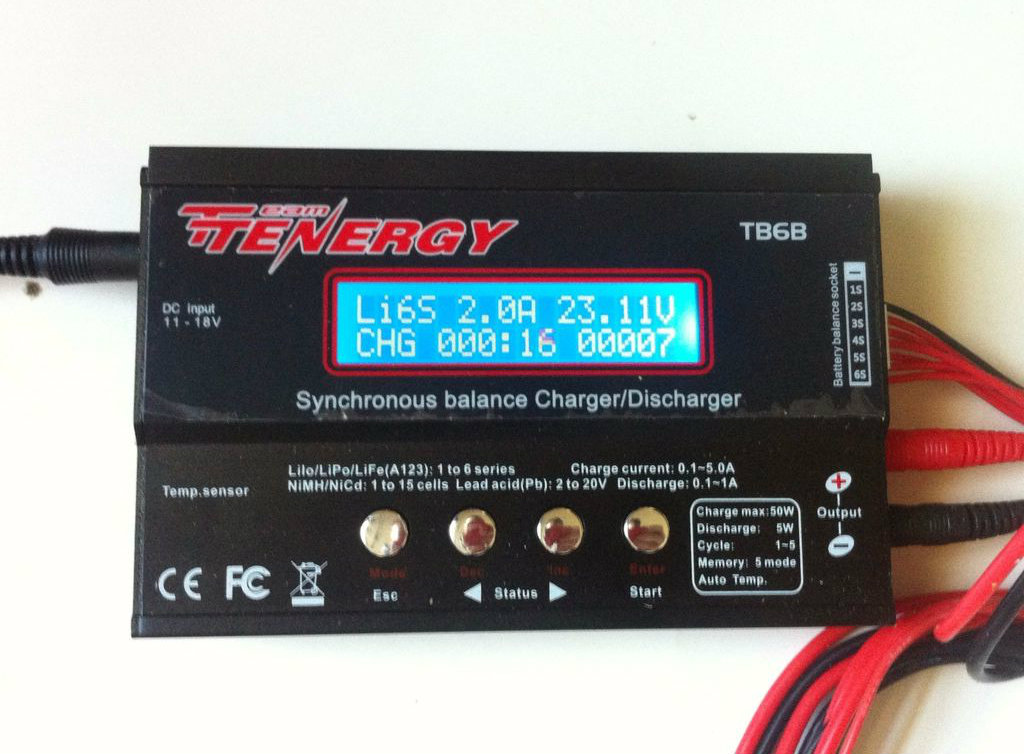 Team TENERGY
TB6B
DC Input
11 - 18V
Li6S 2.0A 23.11V
CHG 000:16 00007
Battery balance socket
1S
2S
3S
4S
5S
6S
Synchronous balance Charger/Discharger
LiIo/LiPo/LiFe(A123): 1 to 6 series Charge current: 0.1~5.0A
NiMH/NiCd: 1 to 15 cells Lead acid(Pb): 2 to 20V Discharge: 0.1~1A
Temp.sensor
Charge max:50W
Discharge: 5W
Cycle: 1~5
Memory: 5 mode
Auto Temp.
+
Output
−
Mode Dec Inc Enter
Esc ◀ Status ▶ Start
CE FC